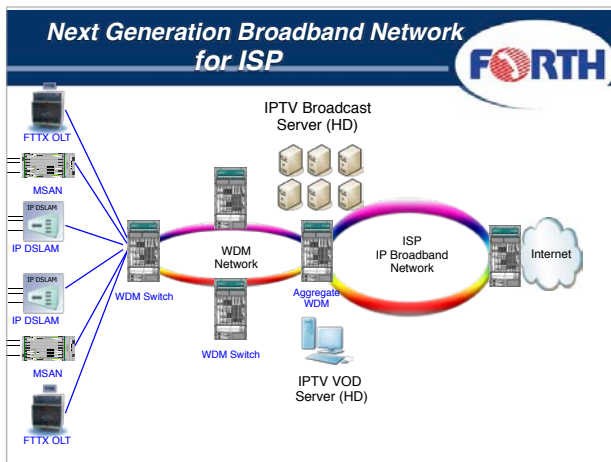 Next Generation Broadband Network
for ISP
FORTH
FTTX OLT
MSAN
IP DSLAM
IP DSLAM
IP DSLAM
IP DSLAM
MSAN
FTTX OLT
WDM Switch
WDM
Network
WDM Switch
IPTV Broadcast
Server (HD)
Aggregate
WDM
IPTV VOD
Server (HD)
ISP
IP Broadband
Network
Internet